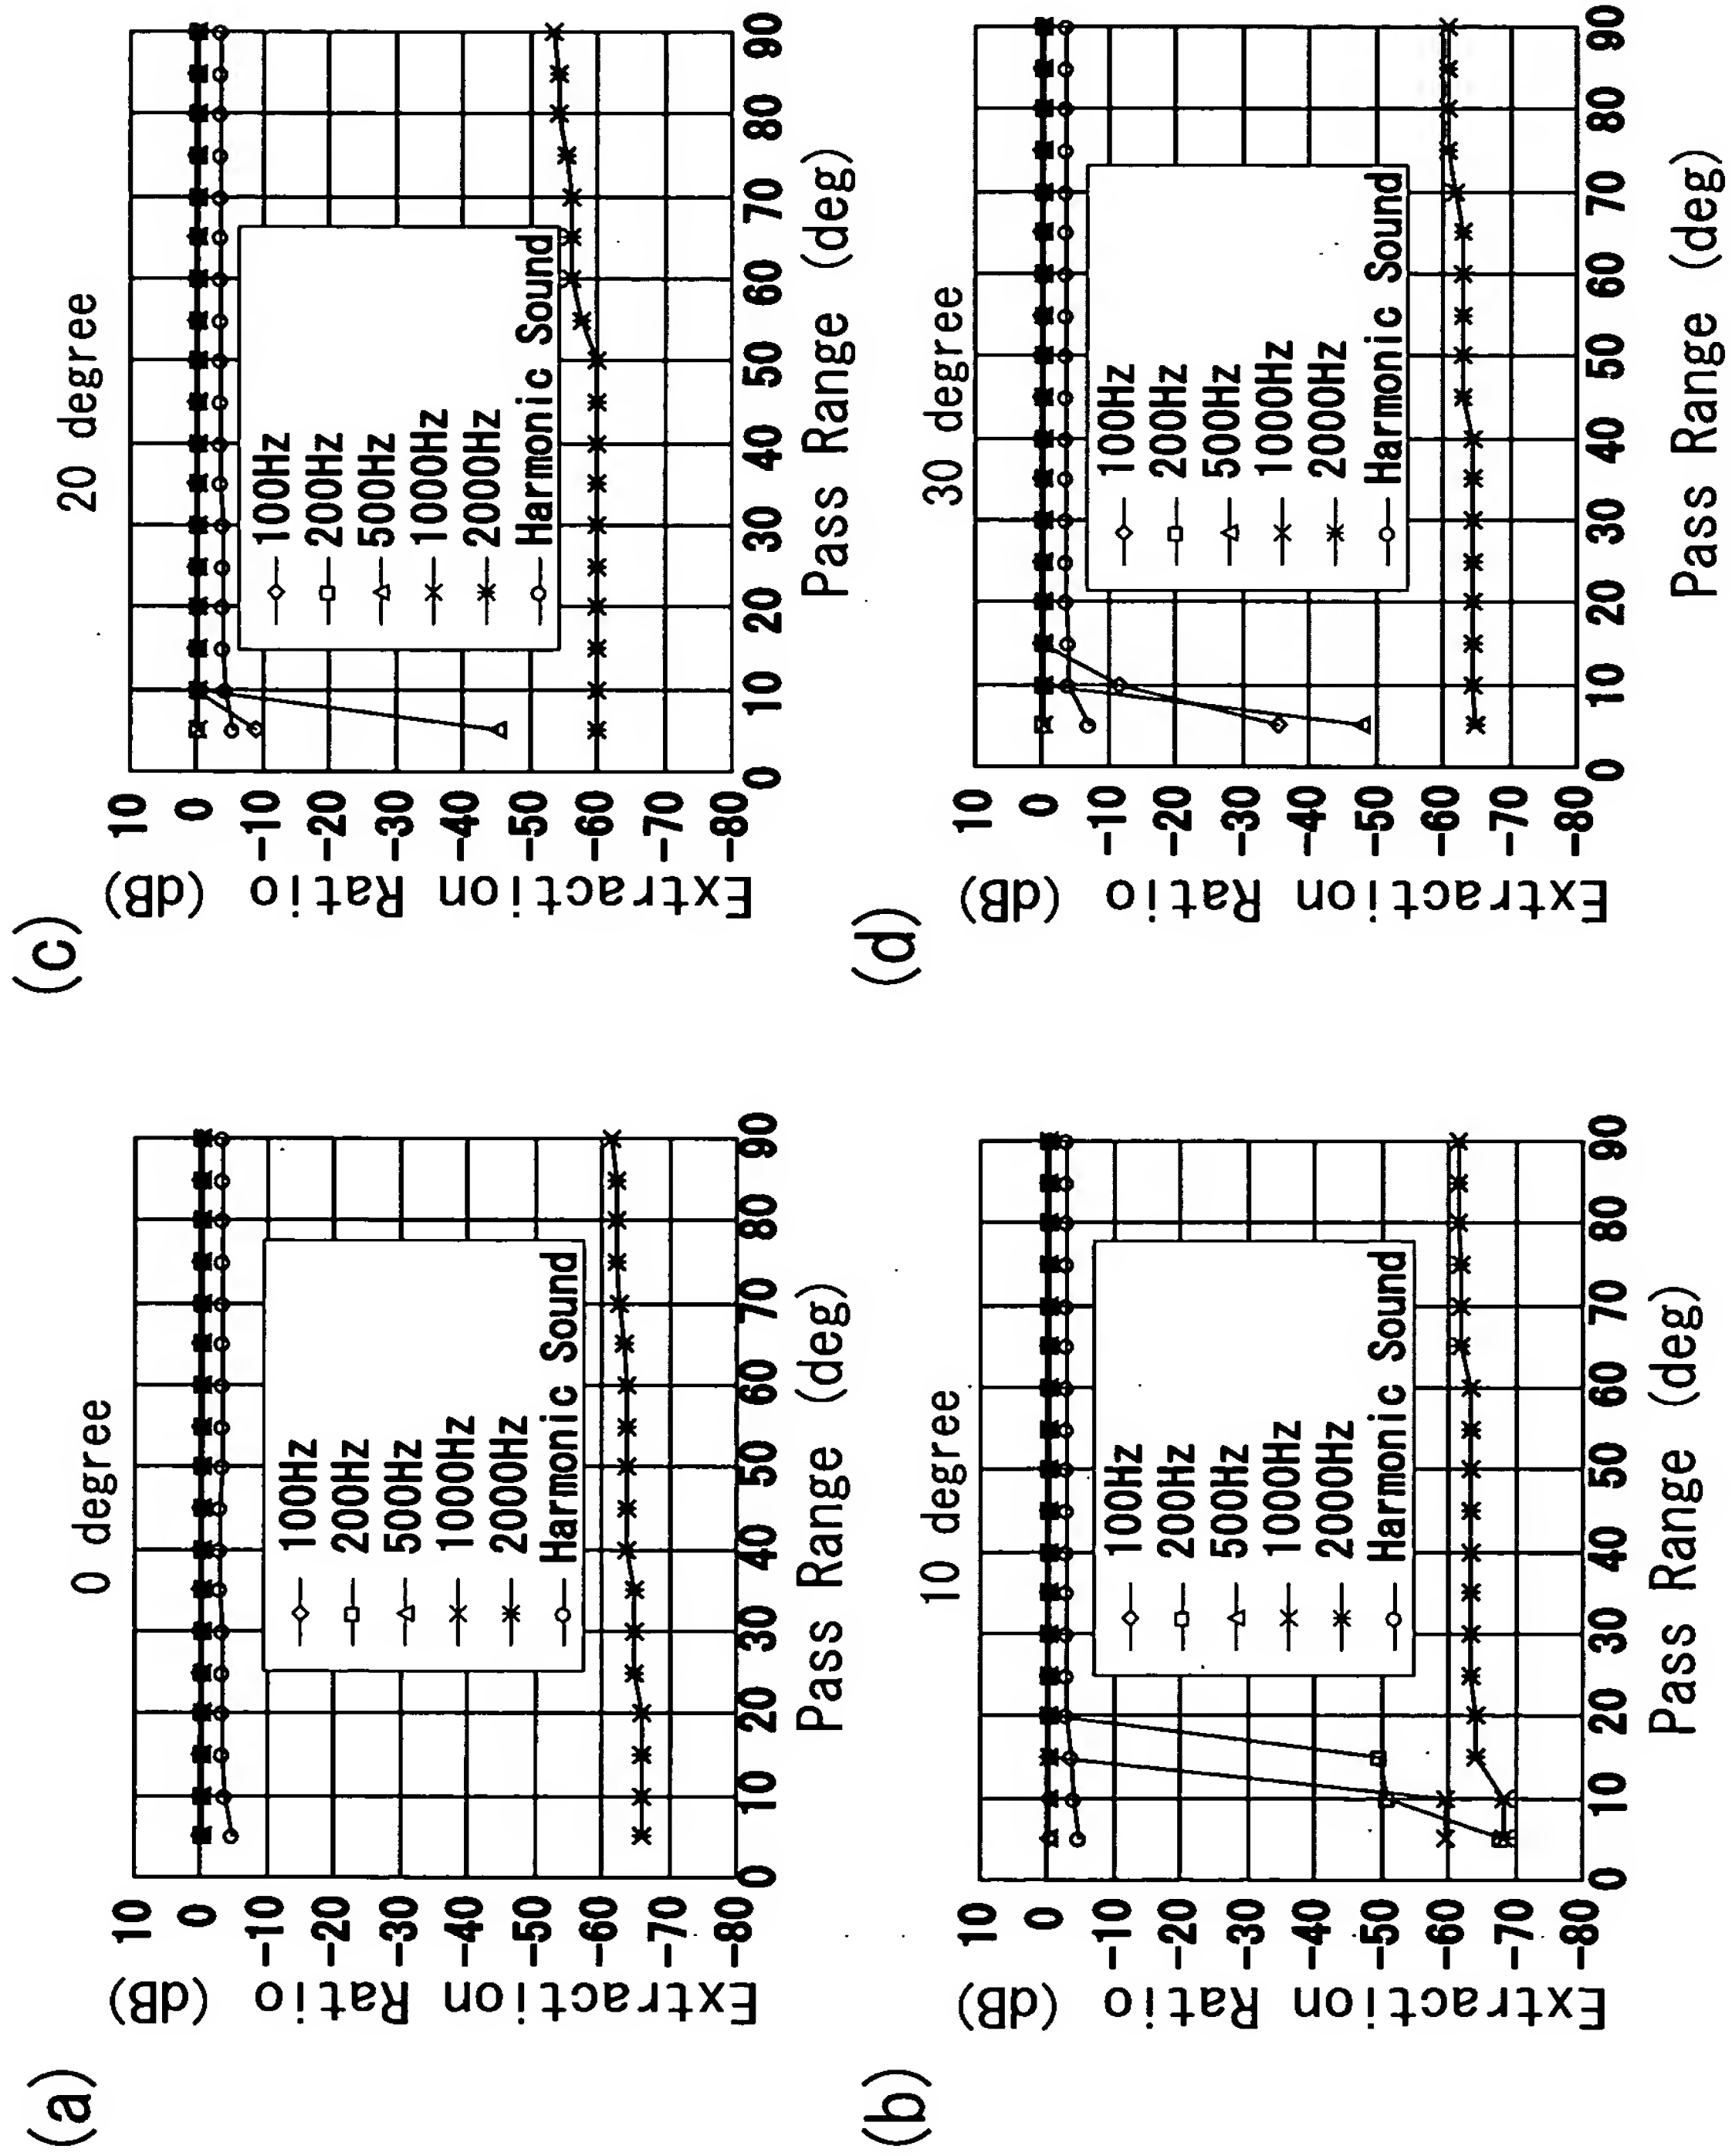 (a)
0 degree
Extraction Ratio
(dB)
10
0
-10
-20
-30
-40
-50
-60
-70
-80
100Hz
200Hz
500Hz
1000Hz
2000Hz
Harmonic Sound
0 10 20 30 40 50 60 70 80 90
Pass Range (deg)
(b)
10 degree
Extraction Ratio
(dB)
10
0
-10
-20
-30
-40
-50
-60
-70
-80
100Hz
200Hz
500Hz
1000Hz
2000Hz
Harmonic Sound
0 10 20 30 40 50 60 70 80 90
Pass Range (deg)
(c)
20 degree
Extraction Ratio
(dB)
10
0
-10
-20
-30
-40
-50
-60
-70
-80
100Hz
200Hz
500Hz
1000Hz
2000Hz
Harmonic Sound
0 10 20 30 40 50 60 70 80 90
Pass Range (deg)
(d)
30 degree
Extraction Ratio
(dB)
10
0
-10
-20
-30
-40
-50
-60
-70
-80
100Hz
200Hz
500Hz
1000Hz
2000Hz
Harmonic Sound
0 10 20 30 40 50 60 70 80 90
Pass Range (deg)